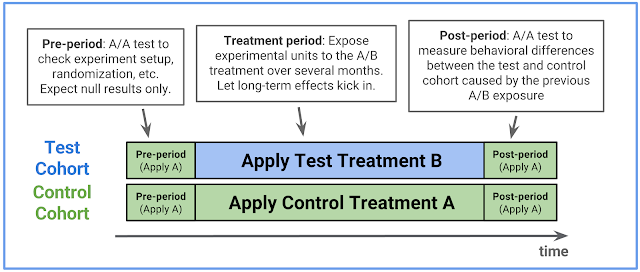 Pre-period: A/A test to
check experiment setup,
randomization, etc.
Expect null results only.
Treatment period: Expose
experimental units to the A/B
treatment over several months.
Let long-term effects kick in.
Post-period: A/A test to
measure behavioral differences
between the test and control
cohort caused by the previous
A/B exposure
Test
Cohort
Pre-period
(Apply A)
Apply Test Treatment B
Post-period
(Apply A)
Control
Cohort
Pre-period
(Apply A)
Apply Control Treatment A
Post-period
(Apply A)
time